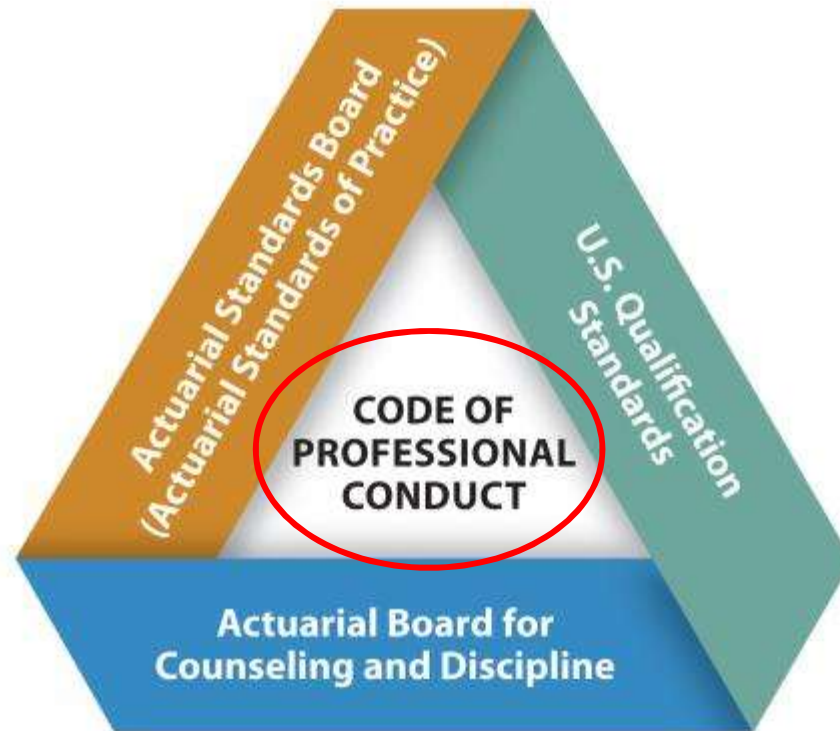 Actuarial Standards Board
(Actuarial Standards of Practice)
U.S. Qualification
Standards
CODE OF
PROFESSIONAL
CONDUCT
Actuarial Board for
Counseling and Discipline